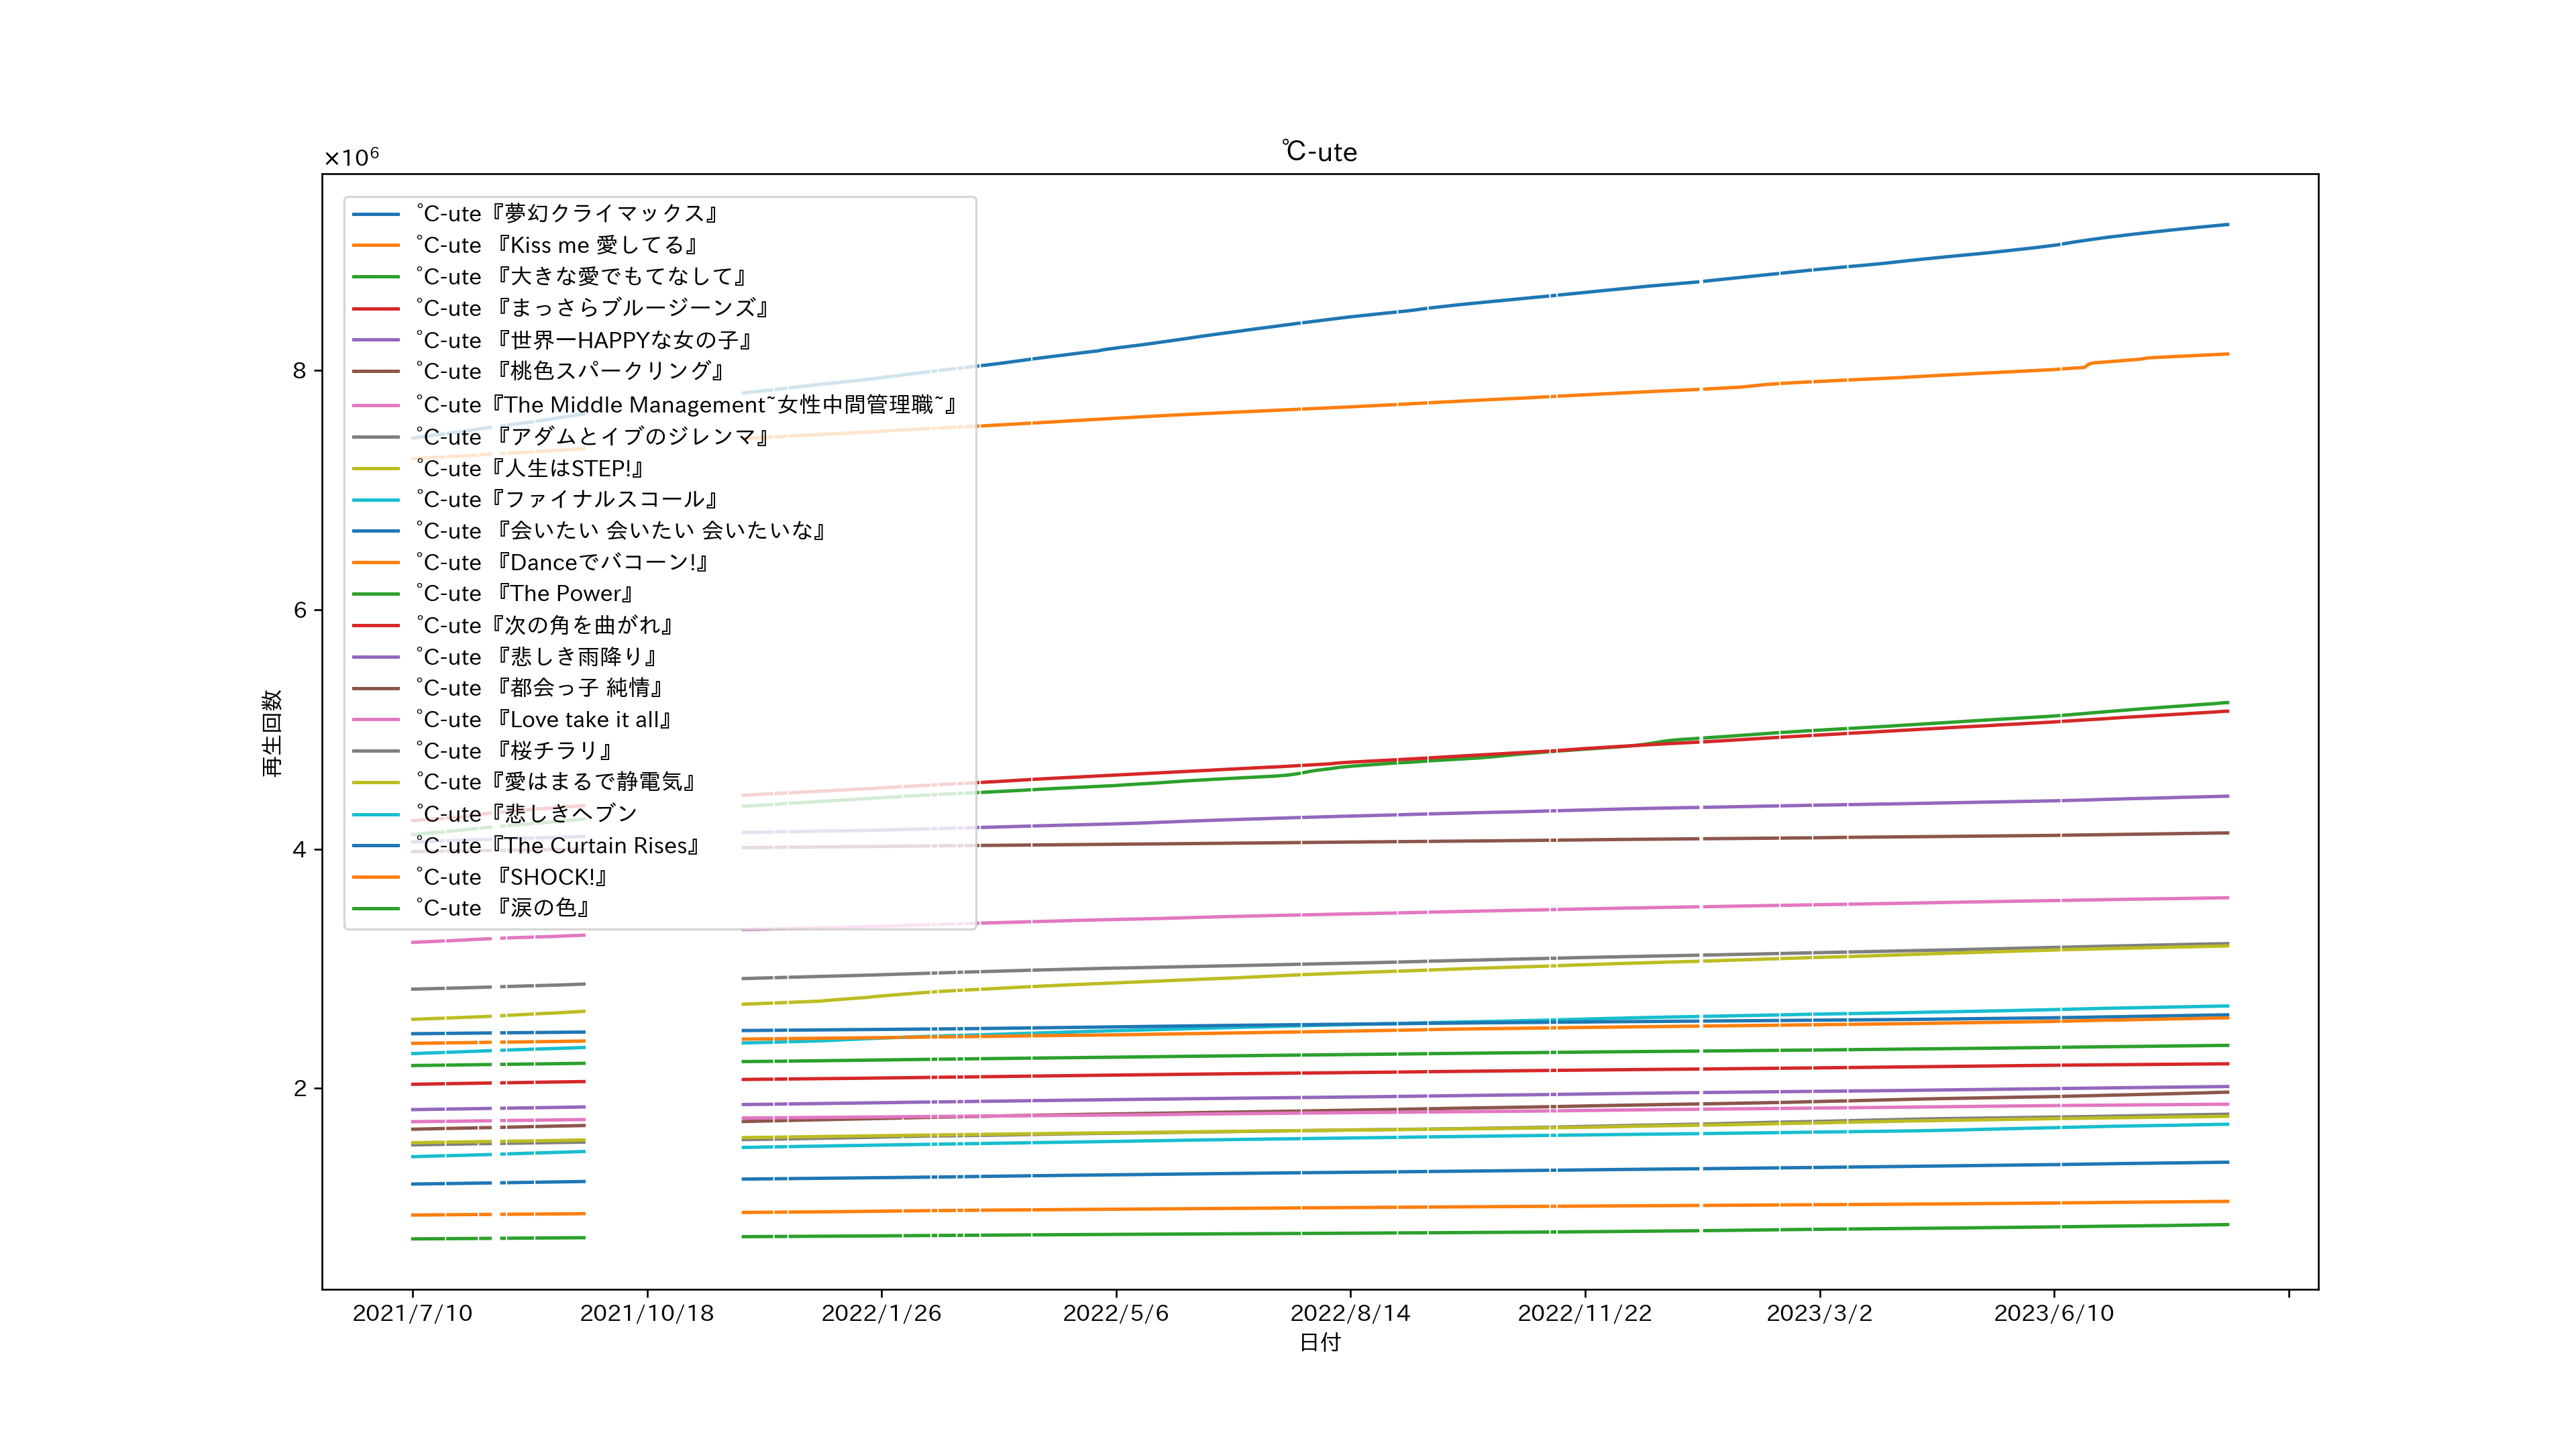 ℃-ute
×10⁶
℃-ute『夢幻クライマックス』
℃-ute 『Kiss me 愛してる』
℃-ute 『大きな愛でもてなして』
℃-ute 『まっさらブルージーンズ』
℃-ute 『世界一HAPPYな女の子』
℃-ute 『桃色スパークリング』
℃-ute『The Middle Management~女性中間管理職~』
℃-ute 『アダムとイブのジレンマ』
℃-ute『人生はSTEP!』
℃-ute『ファイナルスコール』
℃-ute 『会いたい 会いたい 会いたいな』
℃-ute 『Danceでバコーン!』
℃-ute 『The Power』
℃-ute『次の角を曲がれ』
℃-ute 『悲しき雨降り』
℃-ute 『都会っ子 純情』
℃-ute 『Love take it all』
℃-ute 『桜チラリ』
℃-ute『愛はまるで静電気』
℃-ute『悲しきヘブン
℃-ute『The Curtain Rises』
℃-ute 『SHOCK!』
℃-ute 『涙の色』
8
6
4
2
再生回数
2021/7/10 2021/10/18 2022/1/26 2022/5/6 2022/8/14 2022/11/22 2023/3/2 2023/6/10
日付